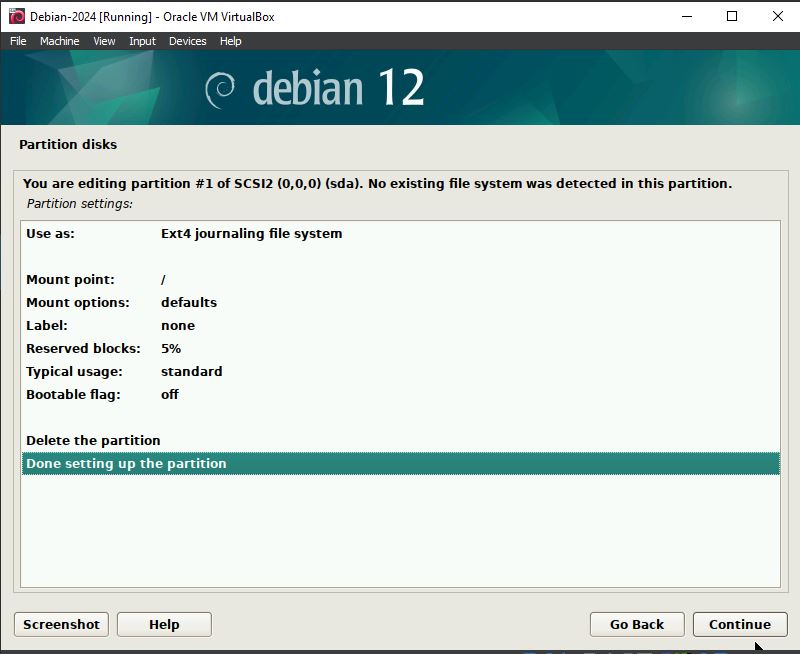 Debian-2024 [Running] - Oracle VM VirtualBox
File Machine View Input Devices Help
debian 12
Partition disks
You are editing partition #1 of SCSI2 (0,0,0) (sda). No existing file system was detected in this partition.
Partition settings:
Use as: Ext4 journaling file system
Mount point: /
Mount options: defaults
Label: none
Reserved blocks: 5%
Typical usage: standard
Bootable flag: off
Delete the partition
Done setting up the partition
Screenshot Help Go Back Continue